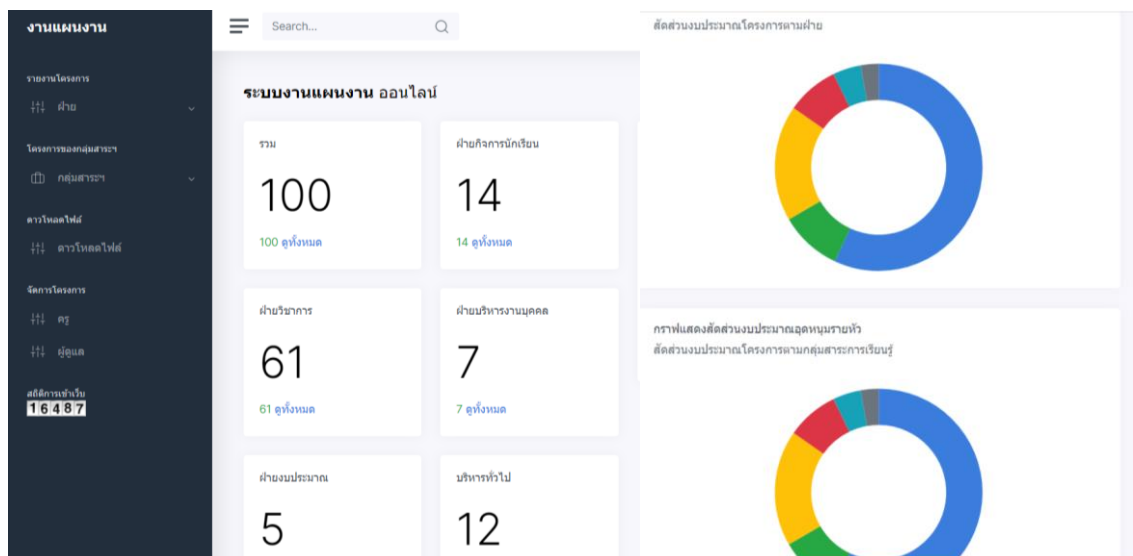 งานแผนงาน
รายงานโครงการ
ฝ่าย
โครงการของกลุ่มสาระฯ
กลุ่มสาระฯ
ดาวโหลดไฟล์
ดาวโหลดไฟล์
จัดการโครงการ
ครู
ผู้ดูแล
สถิติการเข้าเว็บ
16487
Search...
ระบบงานแผนงาน ออนไลน์
รวม
100
100 ดูทั้งหมด
ฝ่ายกิจการนักเรียน
14
14 ดูทั้งหมด
ฝ่ายวิชาการ
61
61 ดูทั้งหมด
ฝ่ายบริหารงานบุคคล
7
7 ดูทั้งหมด
ฝ่ายงบประมาณ
5
บริหารทั่วไป
12
สัดส่วนงบประมาณโครงการตามฝ่าย
กราฟแสดงสัดส่วนงบประมาณอุดหนุนรายหัว
สัดส่วนงบประมาณโครงการตามกลุ่มสาระการเรียนรู้